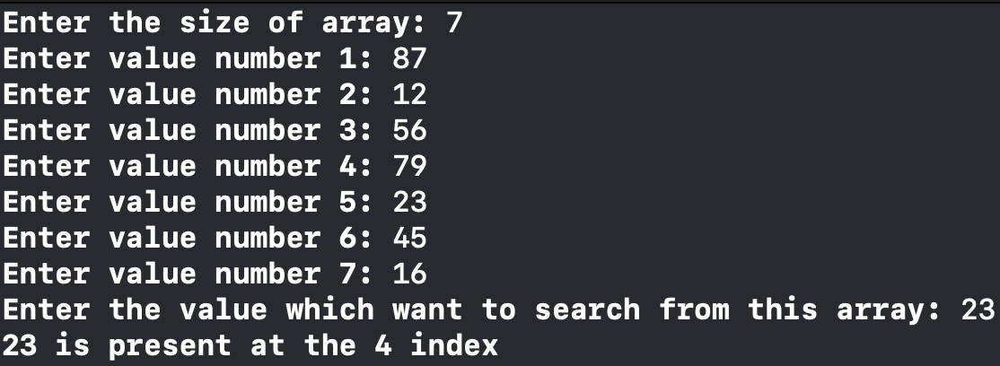 Enter the size of array: 7
Enter value number 1: 87
Enter value number 2: 12
Enter value number 3: 56
Enter value number 4: 79
Enter value number 5: 23
Enter value number 6: 45
Enter value number 7: 16
Enter the value which want to search from this array: 23
23 is present at the 4 index